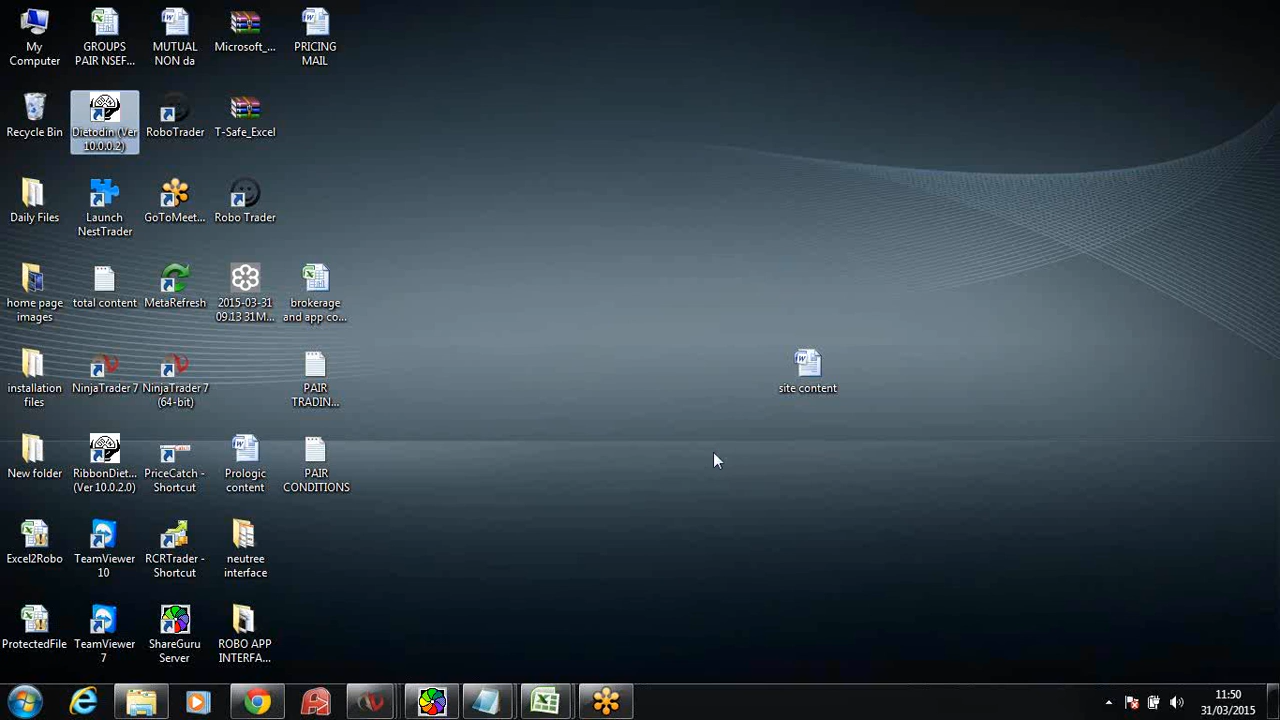 My
Computer
GROUPS
PAIR NSEF...
MUTUAL
NON da
Microsoft_...
PRICING
MAIL
Recycle Bin
Dietodin (Ver
10.0.0.2)
RoboTrader
T-Safe_Excel
Daily Files
Launch
NestTrader
GoToMeet...
Robo Trader
home page
images
total content
MetaRefresh
2015-03-31
09.13 31M...
brokerage
and app co...
installation
files
NinjaTrader 7
NinjaTrader 7
(64-bit)
PAIR
TRADIN...
site content
New folder
RibbonDiet...
(Ver 10.0.2.0)
PriceCatch -
Shortcut
Prologic
content
PAIR
CONDITIONS
Excel2Robo
TeamViewer
10
RCRTrader -
Shortcut
neutree
interface
ProtectedFile
TeamViewer
7
ShareGuru
Server
ROBO APP
INTERFA...
11:50
31/03/2015